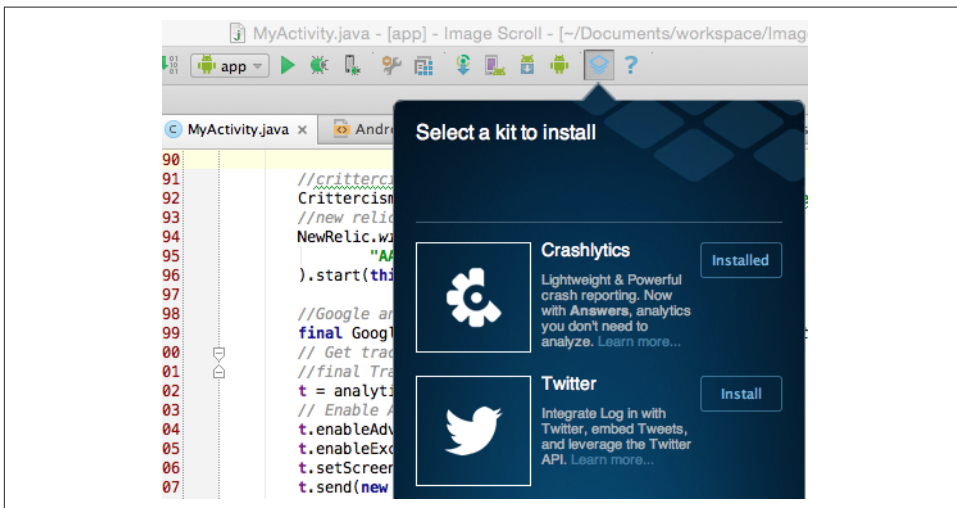 MyActivity.java - [app] - Image Scroll - [~/Documents/workspace/Imag
app
?
MyActivity.java × Andr
90
91 //critterci
92 Crittercism
93 //new relic
94 NewRelic.wi
95 "AA
96 ).start(thi
97
98 //Google an
99 final Googl
00 // Get trac
01 //final Tra
02 t = analyti
03 // Enable A
04 t.enableAdv
05 t.enableExc
06 t.setScreen
07 t.send(new
Select a kit to install
Crashlytics
Installed
Lightweight & Powerful
crash reporting. Now
with Answers, analytics
you don't need to
analyze. Learn more...
Twitter
Install
Integrate Log in with
Twitter, embed Tweets,
and leverage the Twitter
API. Learn more...